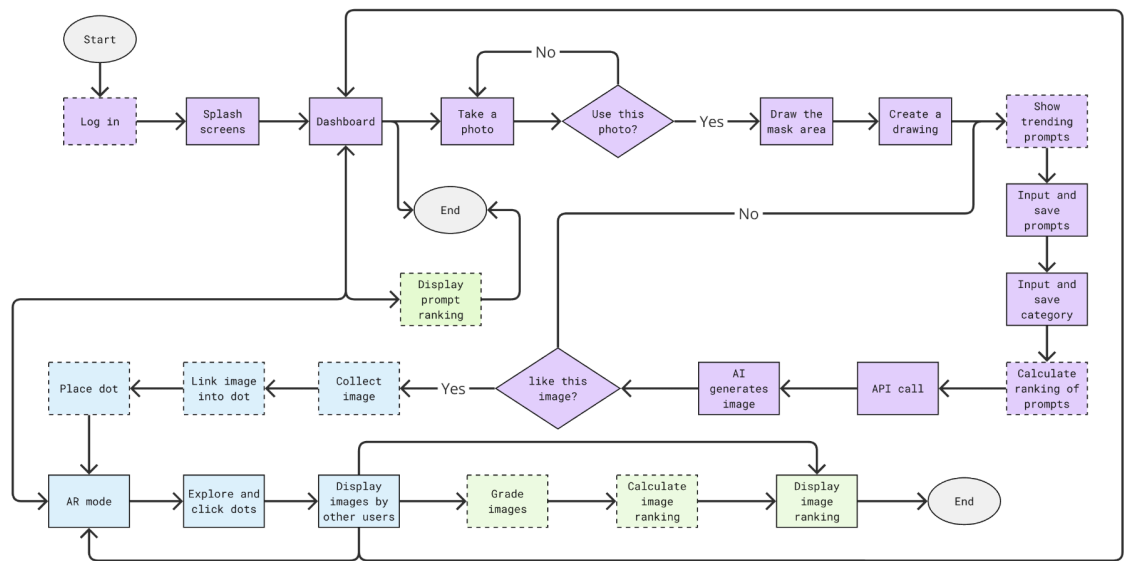 Start
No
Log in
Splash
screens
Dashboard
Take a
photo
Use this
photo?
Yes
Draw the
mask area
Create a
drawing
Show
trending
prompts
End
No
Input and
save
prompts
Display
prompt
ranking
Input and
save
category
Place dot
Link image
into dot
Collect
image
Yes
like this
image?
AI
generates
image
API call
Calculate
ranking of
prompts
AR mode
Explore and
click dots
Display
images by
other users
Grade
images
Calculate
image
ranking
Display
image
ranking
End